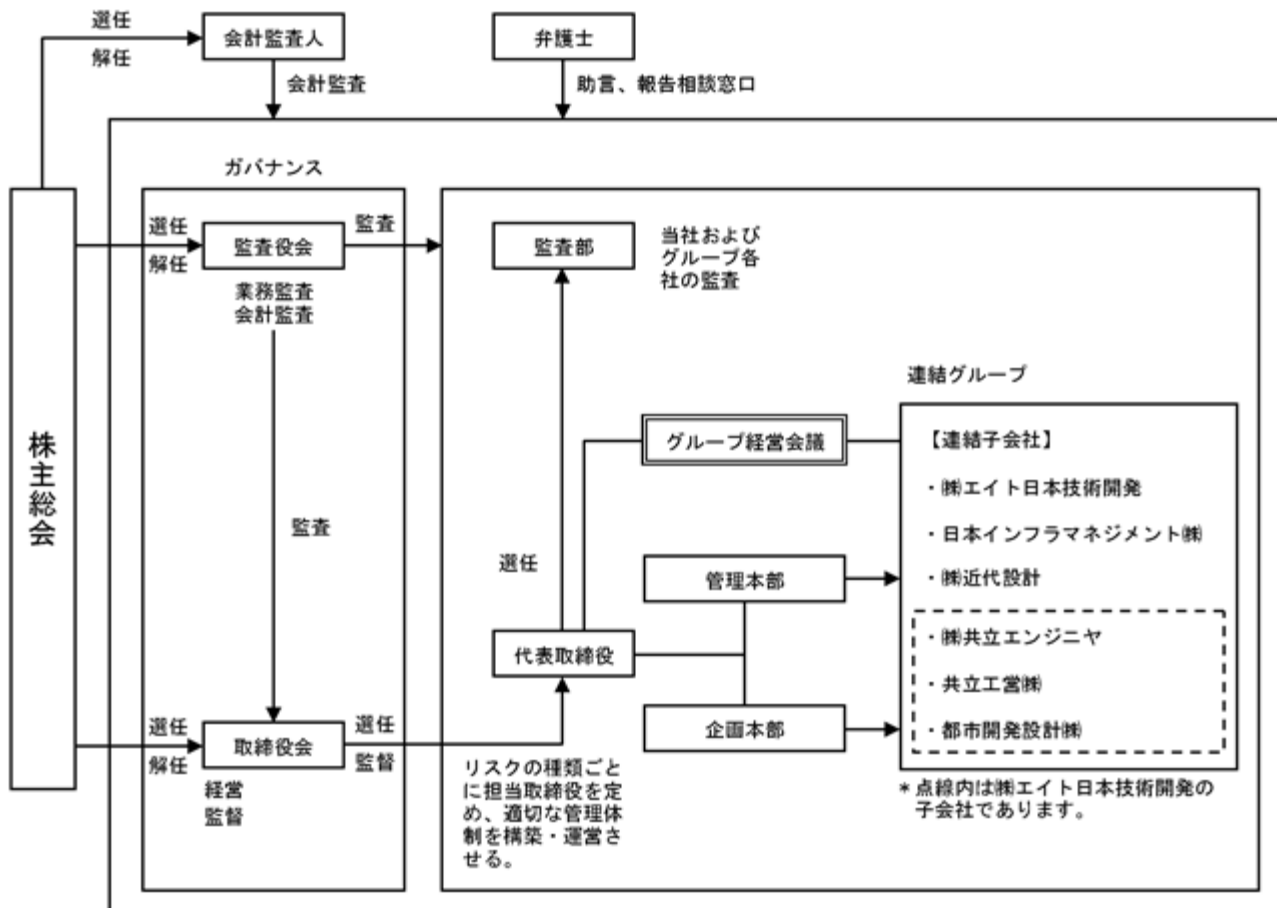 選任
解任
会計監査人
会計監査
弁護士
助言、報告相談窓口
株主総会
ガバナンス
選任
解任
監査役会
監査
業務監査
会計監査
監査
選任
解任
取締役会
選任
監督
経営
監督
監査部
当社および
グループ各
社の監査
選任
代表取締役
リスクの種類ごと
に担当取締役を定
め、適切な管理体
制を構築・運営さ
せる。
グループ経営会議
管理本部
企画本部
連結グループ
【連結子会社】
・㈱エイト日本技術開発
・日本インフラマネジメント㈱
・㈱近代設計
・㈱共立エンジニヤ
・共立工営㈱
・都市開発設計㈱
＊点線内は㈱エイト日本技術開発の
子会社であります。